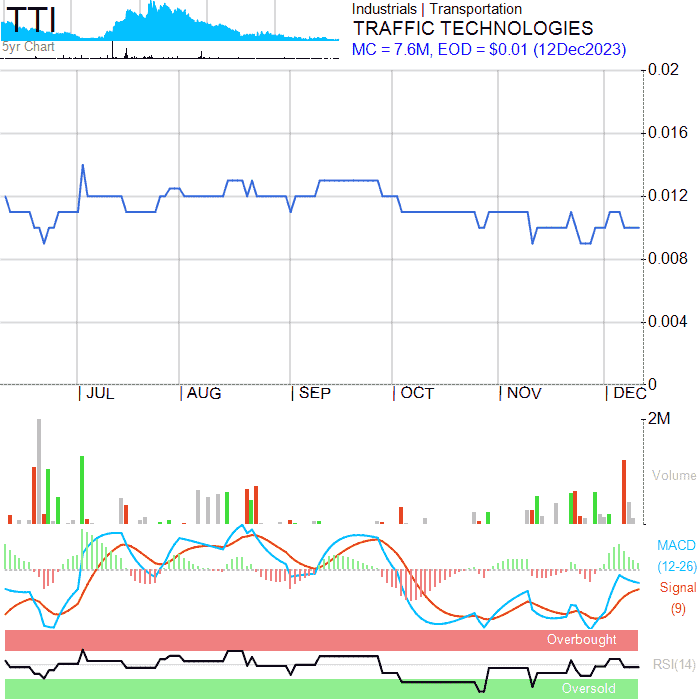 TTI
5yr Chart
Industrials | Transportation
TRAFFIC TECHNOLOGIES
MC = 7.6M, EOD = $0.01 (12Dec2023)
0.02
0.016
0.012
0.008
0.004
0
| JUL | AUG | SEP | OCT | NOV | DEC
2M
Volume
MACD
(12-26)
Signal
(9)
Overbought
RSI(14)
Oversold